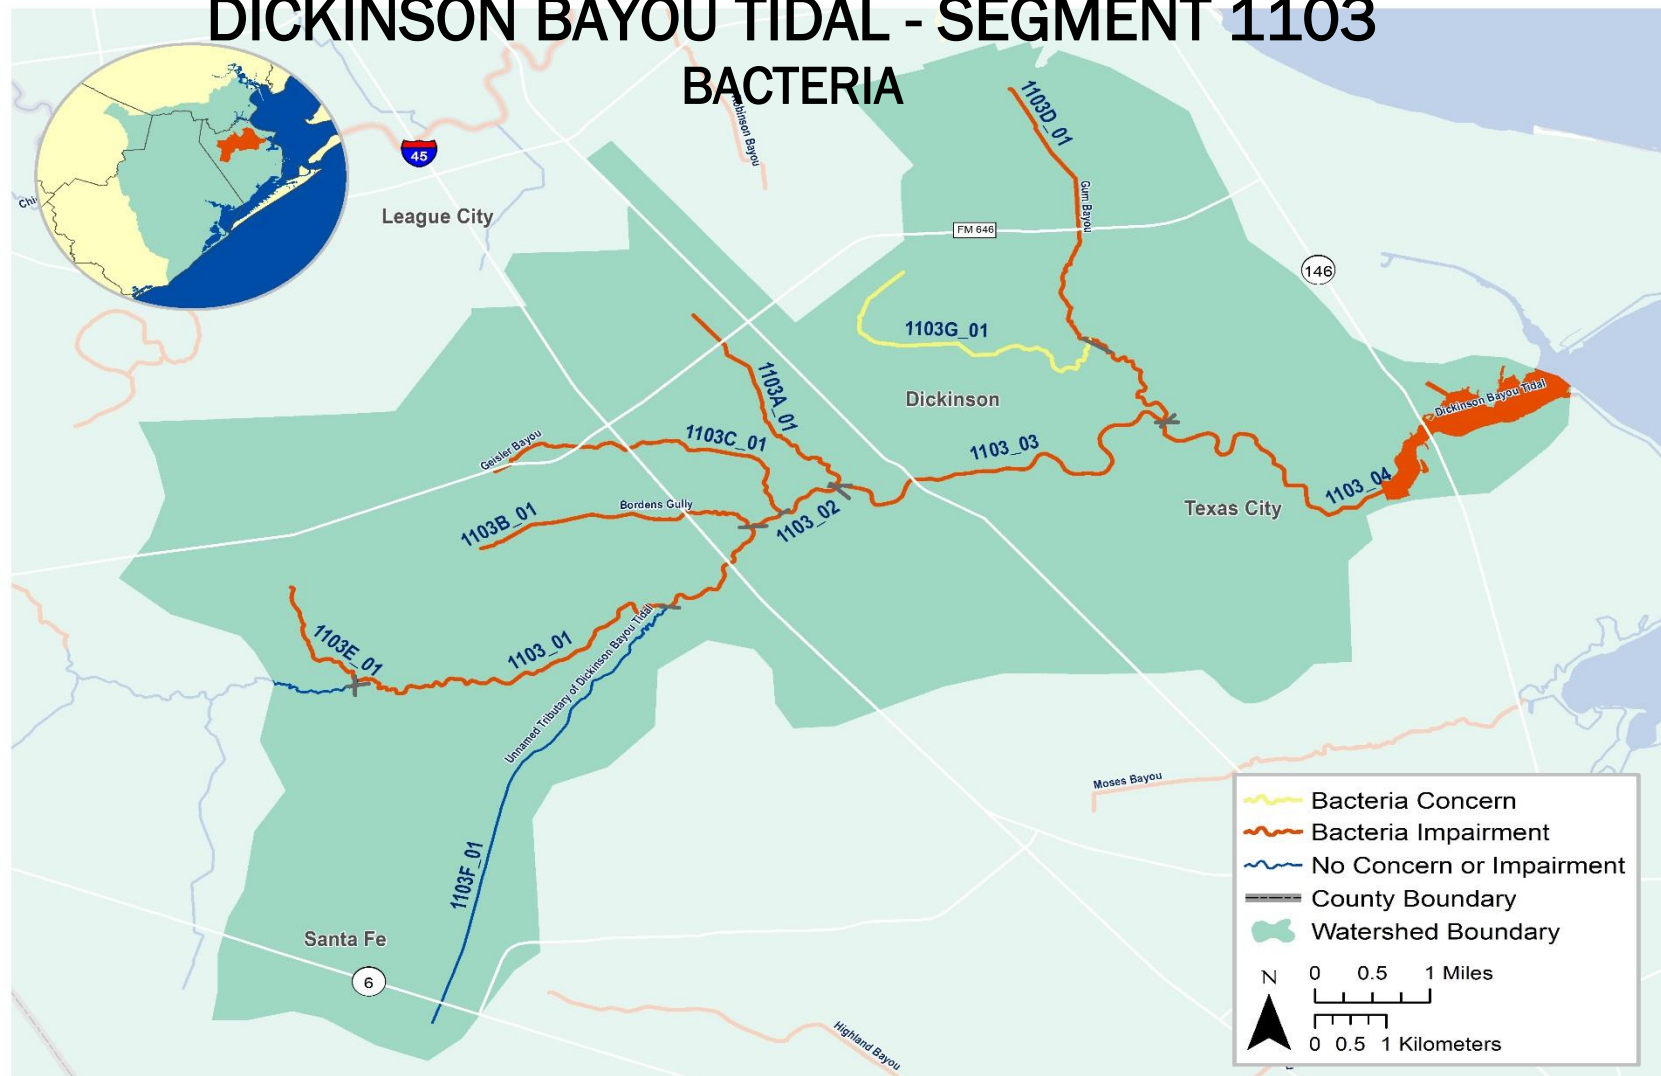 DICKINSON BAYOU TIDAL - SEGMENT 1103
BACTERIA
1103D_01
Robinson Bayou
45
League City
Chi
Gum Bayou
FM 646
146
1103G_01
1103A_01
Dickinson
Dickinson Bayou Tidal
Geisler Bayou
1103C_01
1103_03
1103_04
Texas City
Bordens Gully
1103B_01
1103_02
1103E_01
1103_01
Unnamed Tributary of Dickinson Bayou Tidal
1103F_01
Moses Bayou
Santa Fe
6
Highland Bayou
Bacteria Concern
Bacteria Impairment
No Concern or Impairment
County Boundary
Watershed Boundary
N
0 0.5 1 Miles
0 0.5 1 Kilometers